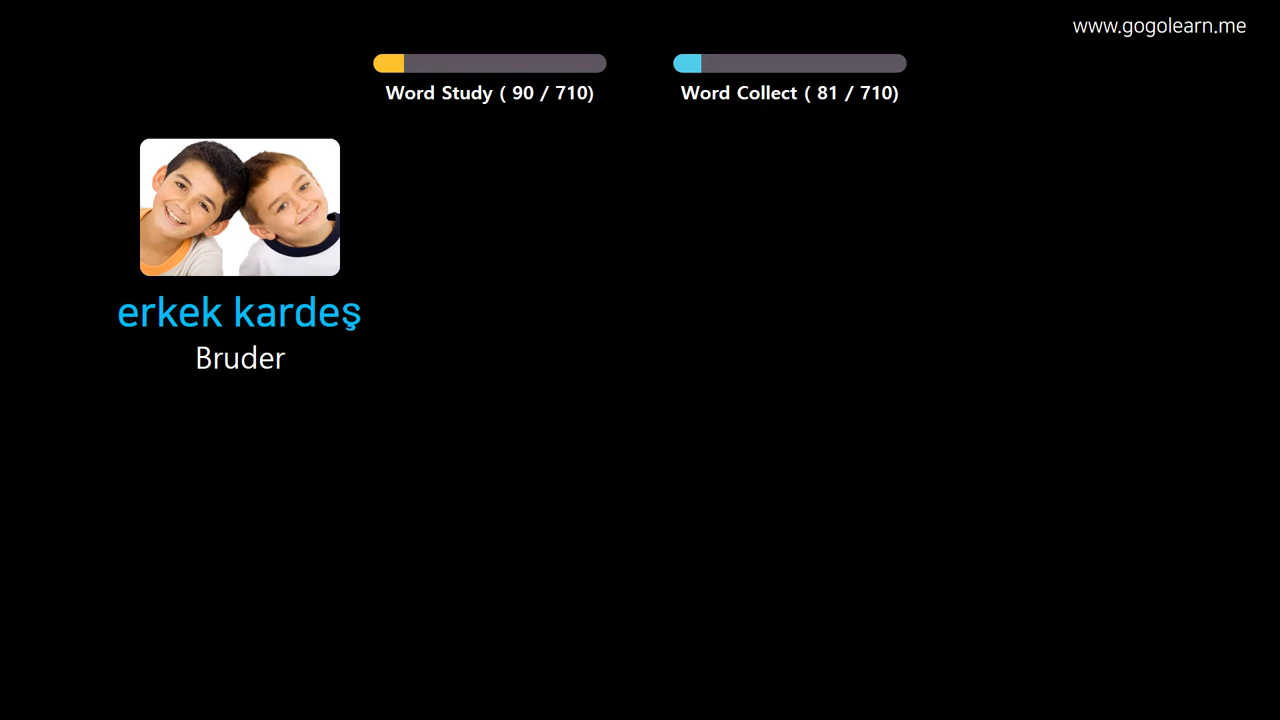 www.gogolearn.me
Word Study ( 90 / 710)
Word Collect ( 81 / 710)
erkek kardeş
Bruder